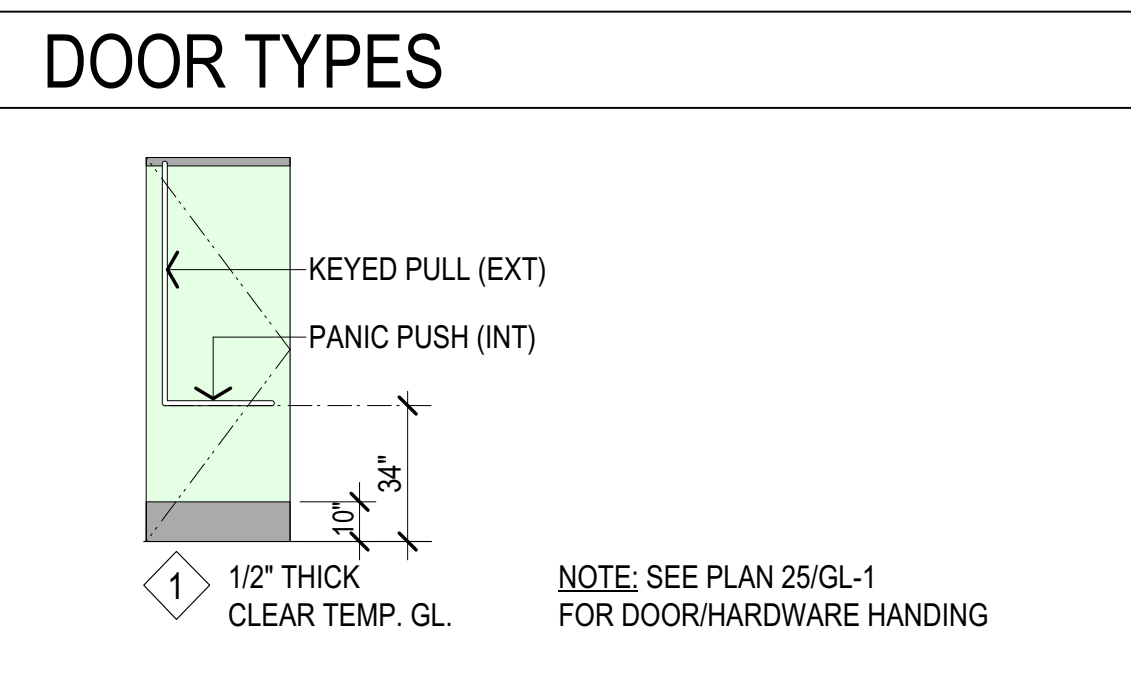 DOOR TYPES
KEYED PULL (EXT)
PANIC PUSH (INT)
34"
10"
1
1/2" THICK
CLEAR TEMP. GL.
NOTE: SEE PLAN 25/GL-1
FOR DOOR/HARDWARE HANDING